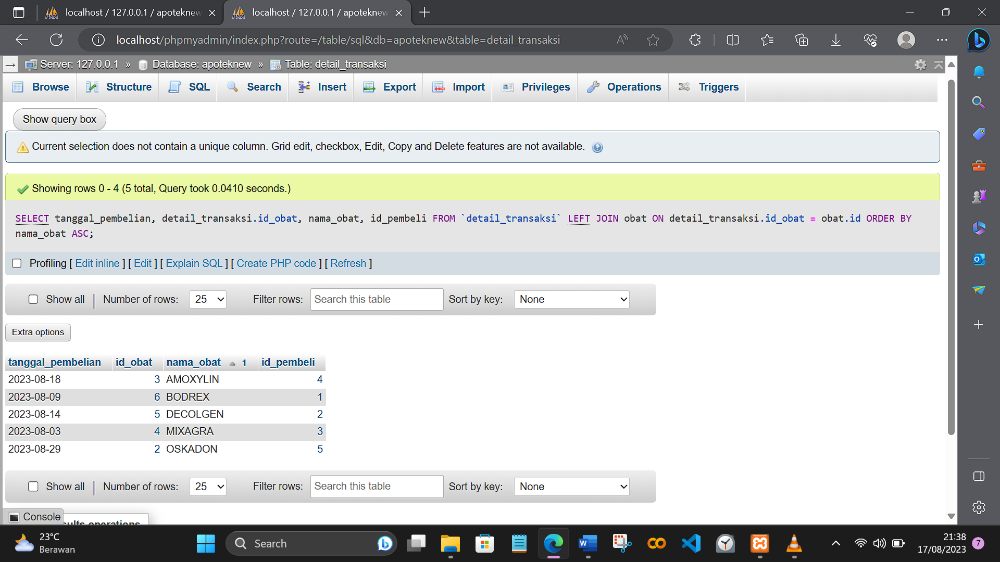 localhost / 127.0.0.1 / apoteknew
localhost / 127.0.0.1 / apoteknew
localhost/phpmyadmin/index.php?route=/table/sql&db=apoteknew&table=detail_transaksi
Server: 127.0.0.1 » Database: apoteknew » Table: detail_transaksi
Browse Structure SQL Search Insert Export Import Privileges Operations Triggers
Show query box
Current selection does not contain a unique column. Grid edit, checkbox, Edit, Copy and Delete features are not available.
Showing rows 0 - 4 (5 total, Query took 0.0410 seconds.)
SELECT tanggal_pembelian, detail_transaksi.id_obat, nama_obat, id_pembeli FROM `detail_transaksi` LEFT JOIN obat ON detail_transaksi.id_obat = obat.id ORDER BY
nama_obat ASC;
Profiling [ Edit inline ] [ Edit ] [ Explain SQL ] [ Create PHP code ] [ Refresh ]
Show all Number of rows: 25 Filter rows: Search this table Sort by key: None
Extra options
tanggal_pembelian id_obat nama_obat 1 id_pembeli
2023-08-18 3 AMOXYLIN 4
2023-08-09 6 BODREX 1
2023-08-14 5 DECOLGEN 2
2023-08-03 4 MIXAGRA 3
2023-08-29 2 OSKADON 5
Show all Number of rows: 25 Filter rows: Search this table Sort by key: None
Console
operations
23°C
Berawan
Search
21:38
17/08/2023
7